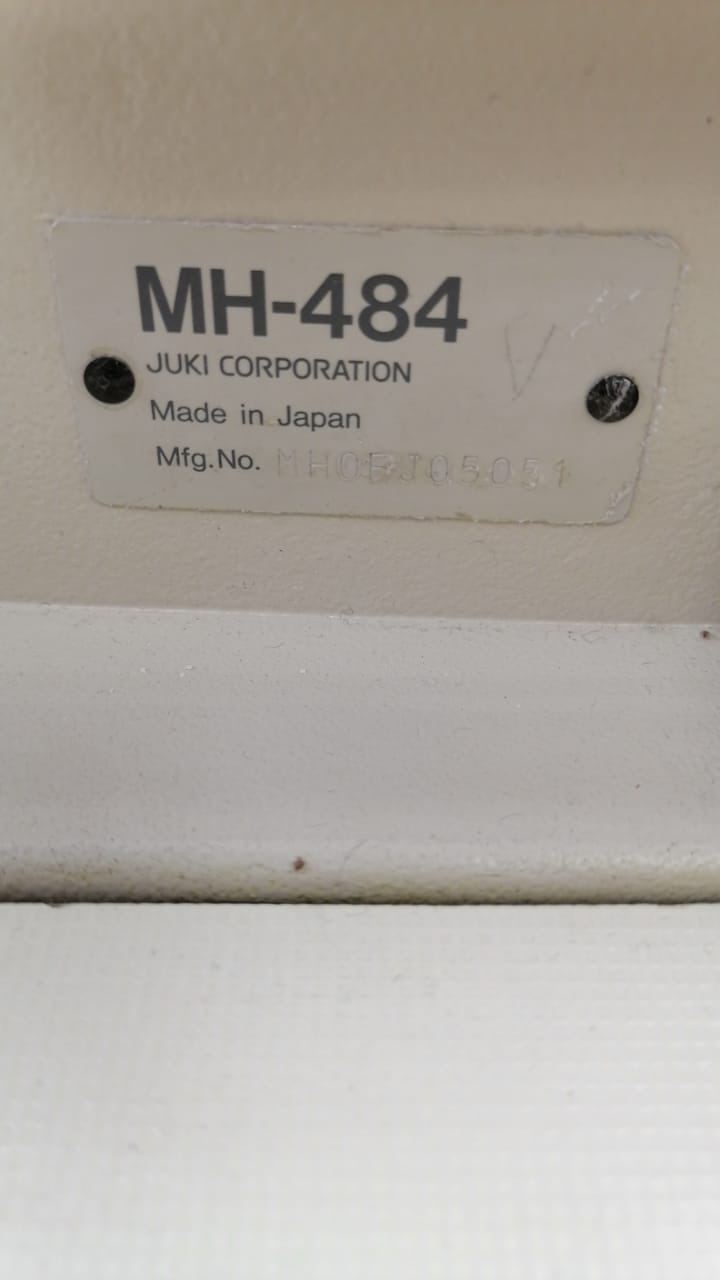 MH-484
JUKI CORPORATION
Made in Japan
Mfg.No.
V